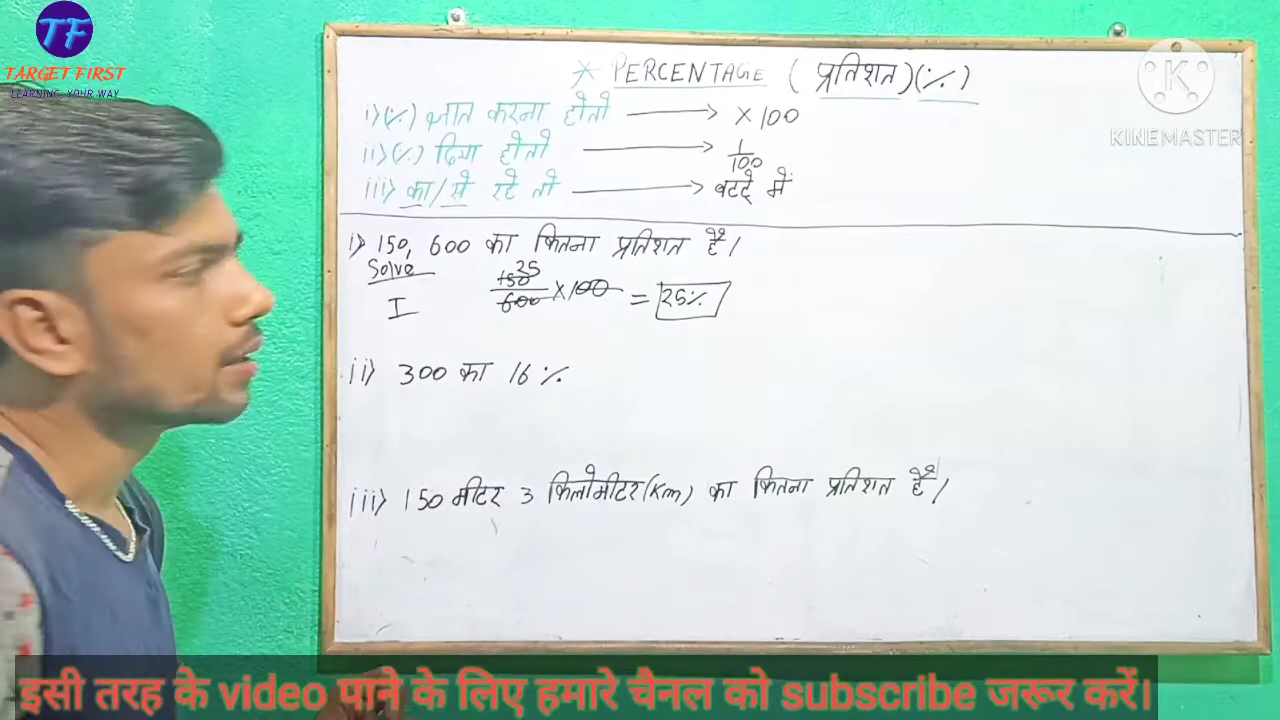 TF
TARGET FIRST
LEARNING, YOUR WAY
* PERCENTAGE ( प्रतिशत ) (%)
i) (%) ज्ञात करना हो तो → × 100
ii) (%) दिया हो तो → 1/100
iii) का/से रहे तो → बटटे में
i) 150, 600 का कितना प्रतिशत है।
Solve
I 150/600 × 100 = 25%
25
ii) 300 का 16 %
iii) 150 मीटर 3 किलोमीटर (Km) का कितना प्रतिशत है।
K
KINEMASTER
इसी तरह के video पाने के लिए हमारे चैनल को subscribe जरूर करें।